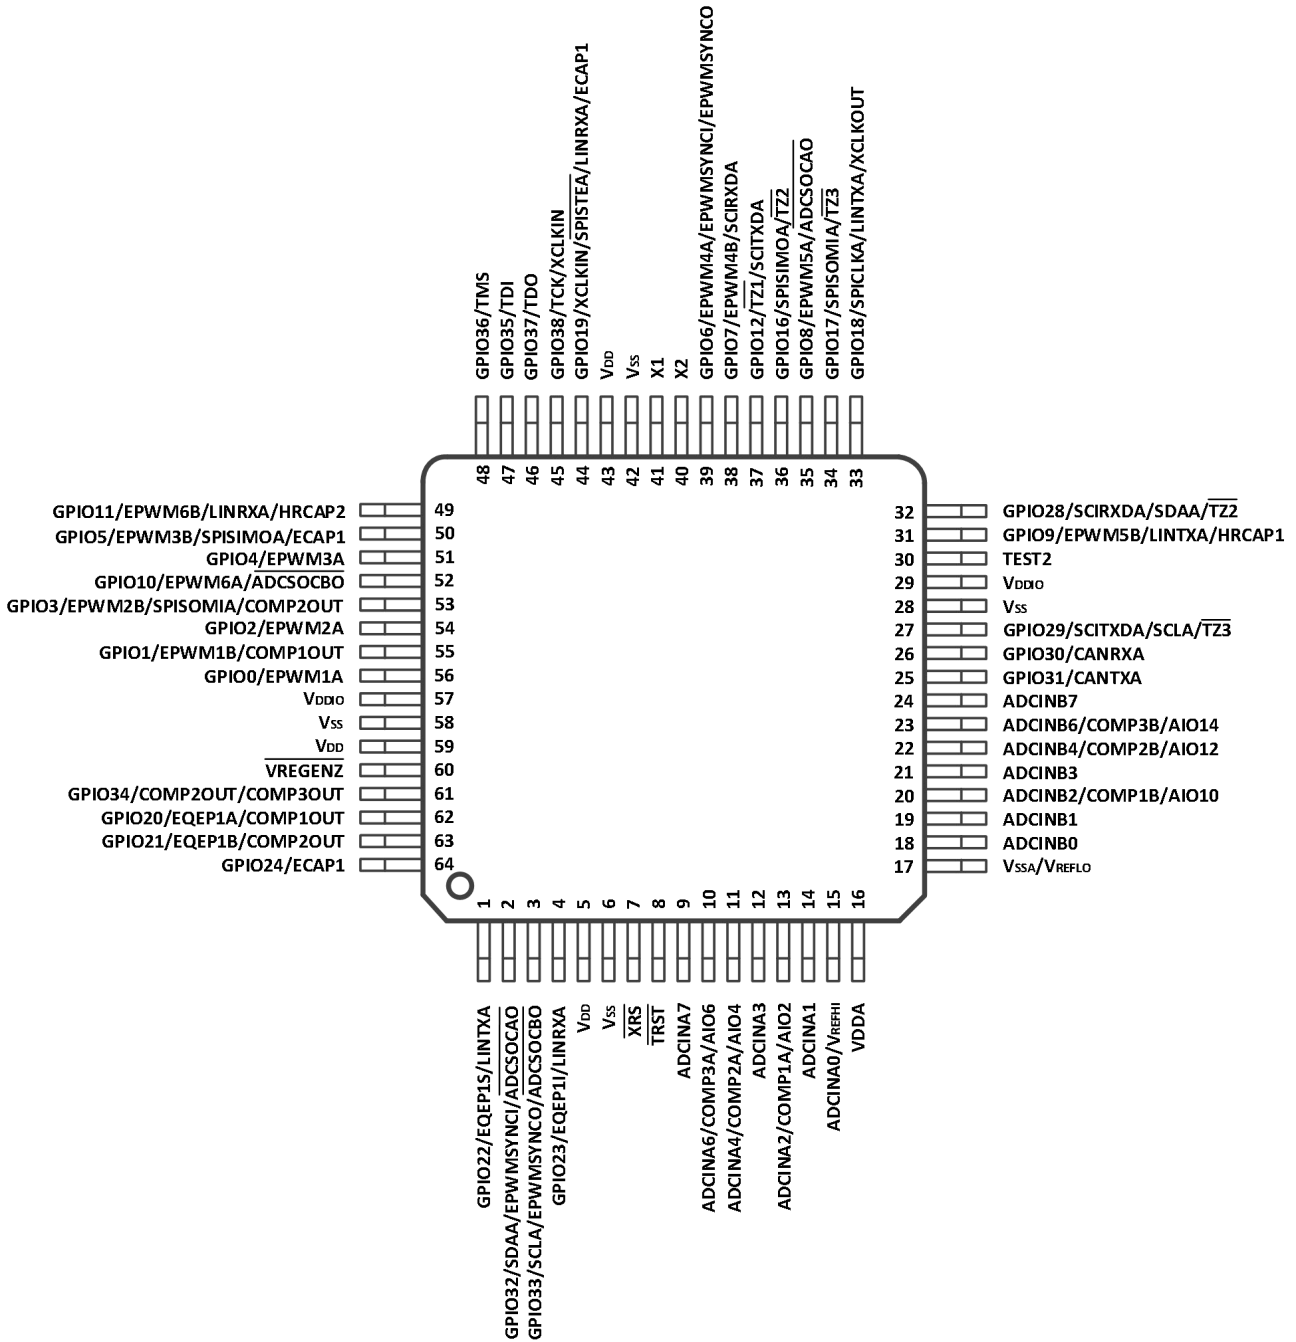 GPIO36/TMS
GPIO35/TDI
GPIO37/TDO
GPIO38/TCK/XCLKIN
GPIO19/XCLKIN/SPISTEA/LINRXA/ECAP1
VDD
VSS
X1
X2
GPIO6/EPWM4A/EPWMSYNCI/EPWMSYNCO
GPIO7/EPWM4B/SCIRXDA
GPIO12/TZ1/SCITXDA
GPIO16/SPISIMOA/TZ2
GPIO8/EPWM5A/ADCSOCAO
GPIO17/SPISOMIA/TZ3
GPIO18/SPICLKA/LINTXA/XCLKOUT
48 47 46 45 44 43 42 41 40 39 38 37 36 35 34 33
GPIO11/EPWM6B/LINRXA/HRCAP2 49
GPIO5/EPWM3B/SPISIMOA/ECAP1 50
GPIO4/EPWM3A 51
GPIO10/EPWM6A/ADCSOCBO 52
GPIO3/EPWM2B/SPISOMIA/COMP2OUT 53
GPIO2/EPWM2A 54
GPIO1/EPWM1B/COMP1OUT 55
GPIO0/EPWM1A 56
VDDIO 57
VSS 58
VDD 59
VREGENZ 60
GPIO34/COMP2OUT/COMP3OUT 61
GPIO20/EQEP1A/COMP1OUT 62
GPIO21/EQEP1B/COMP2OUT 63
GPIO24/ECAP1 64
32 GPIO28/SCIRXDA/SDAA/TZ2
31 GPIO9/EPWM5B/LINTXA/HRCAP1
30 TEST2
29 VDDIO
28 VSS
27 GPIO29/SCITXDA/SCLA/TZ3
26 GPIO30/CANRXA
25 GPIO31/CANTXA
24 ADCINB7
23 ADCINB6/COMP3B/AIO14
22 ADCINB4/COMP2B/AIO12
21 ADCINB3
20 ADCINB2/COMP1B/AIO10
19 ADCINB1
18 ADCINB0
17 VSSA/VREFLO
1 2 3 4 5 6 7 8 9 10 11 12 13 14 15 16
GPIO22/EQEP1S/LINTXA
GPIO32/SDAA/EPWMSYNCI/ADCSOCAO
GPIO33/SCLA/EPWMSYNCO/ADCSOCBO
GPIO23/EQEP1I/LINRXA
VDD
VSS
XRS
TRST
ADCINA7
ADCINA6/COMP3A/AIO6
ADCINA4/COMP2A/AIO4
ADCINA3
ADCINA2/COMP1A/AIO2
ADCINA1
ADCINA0/VREFHI
VDDA